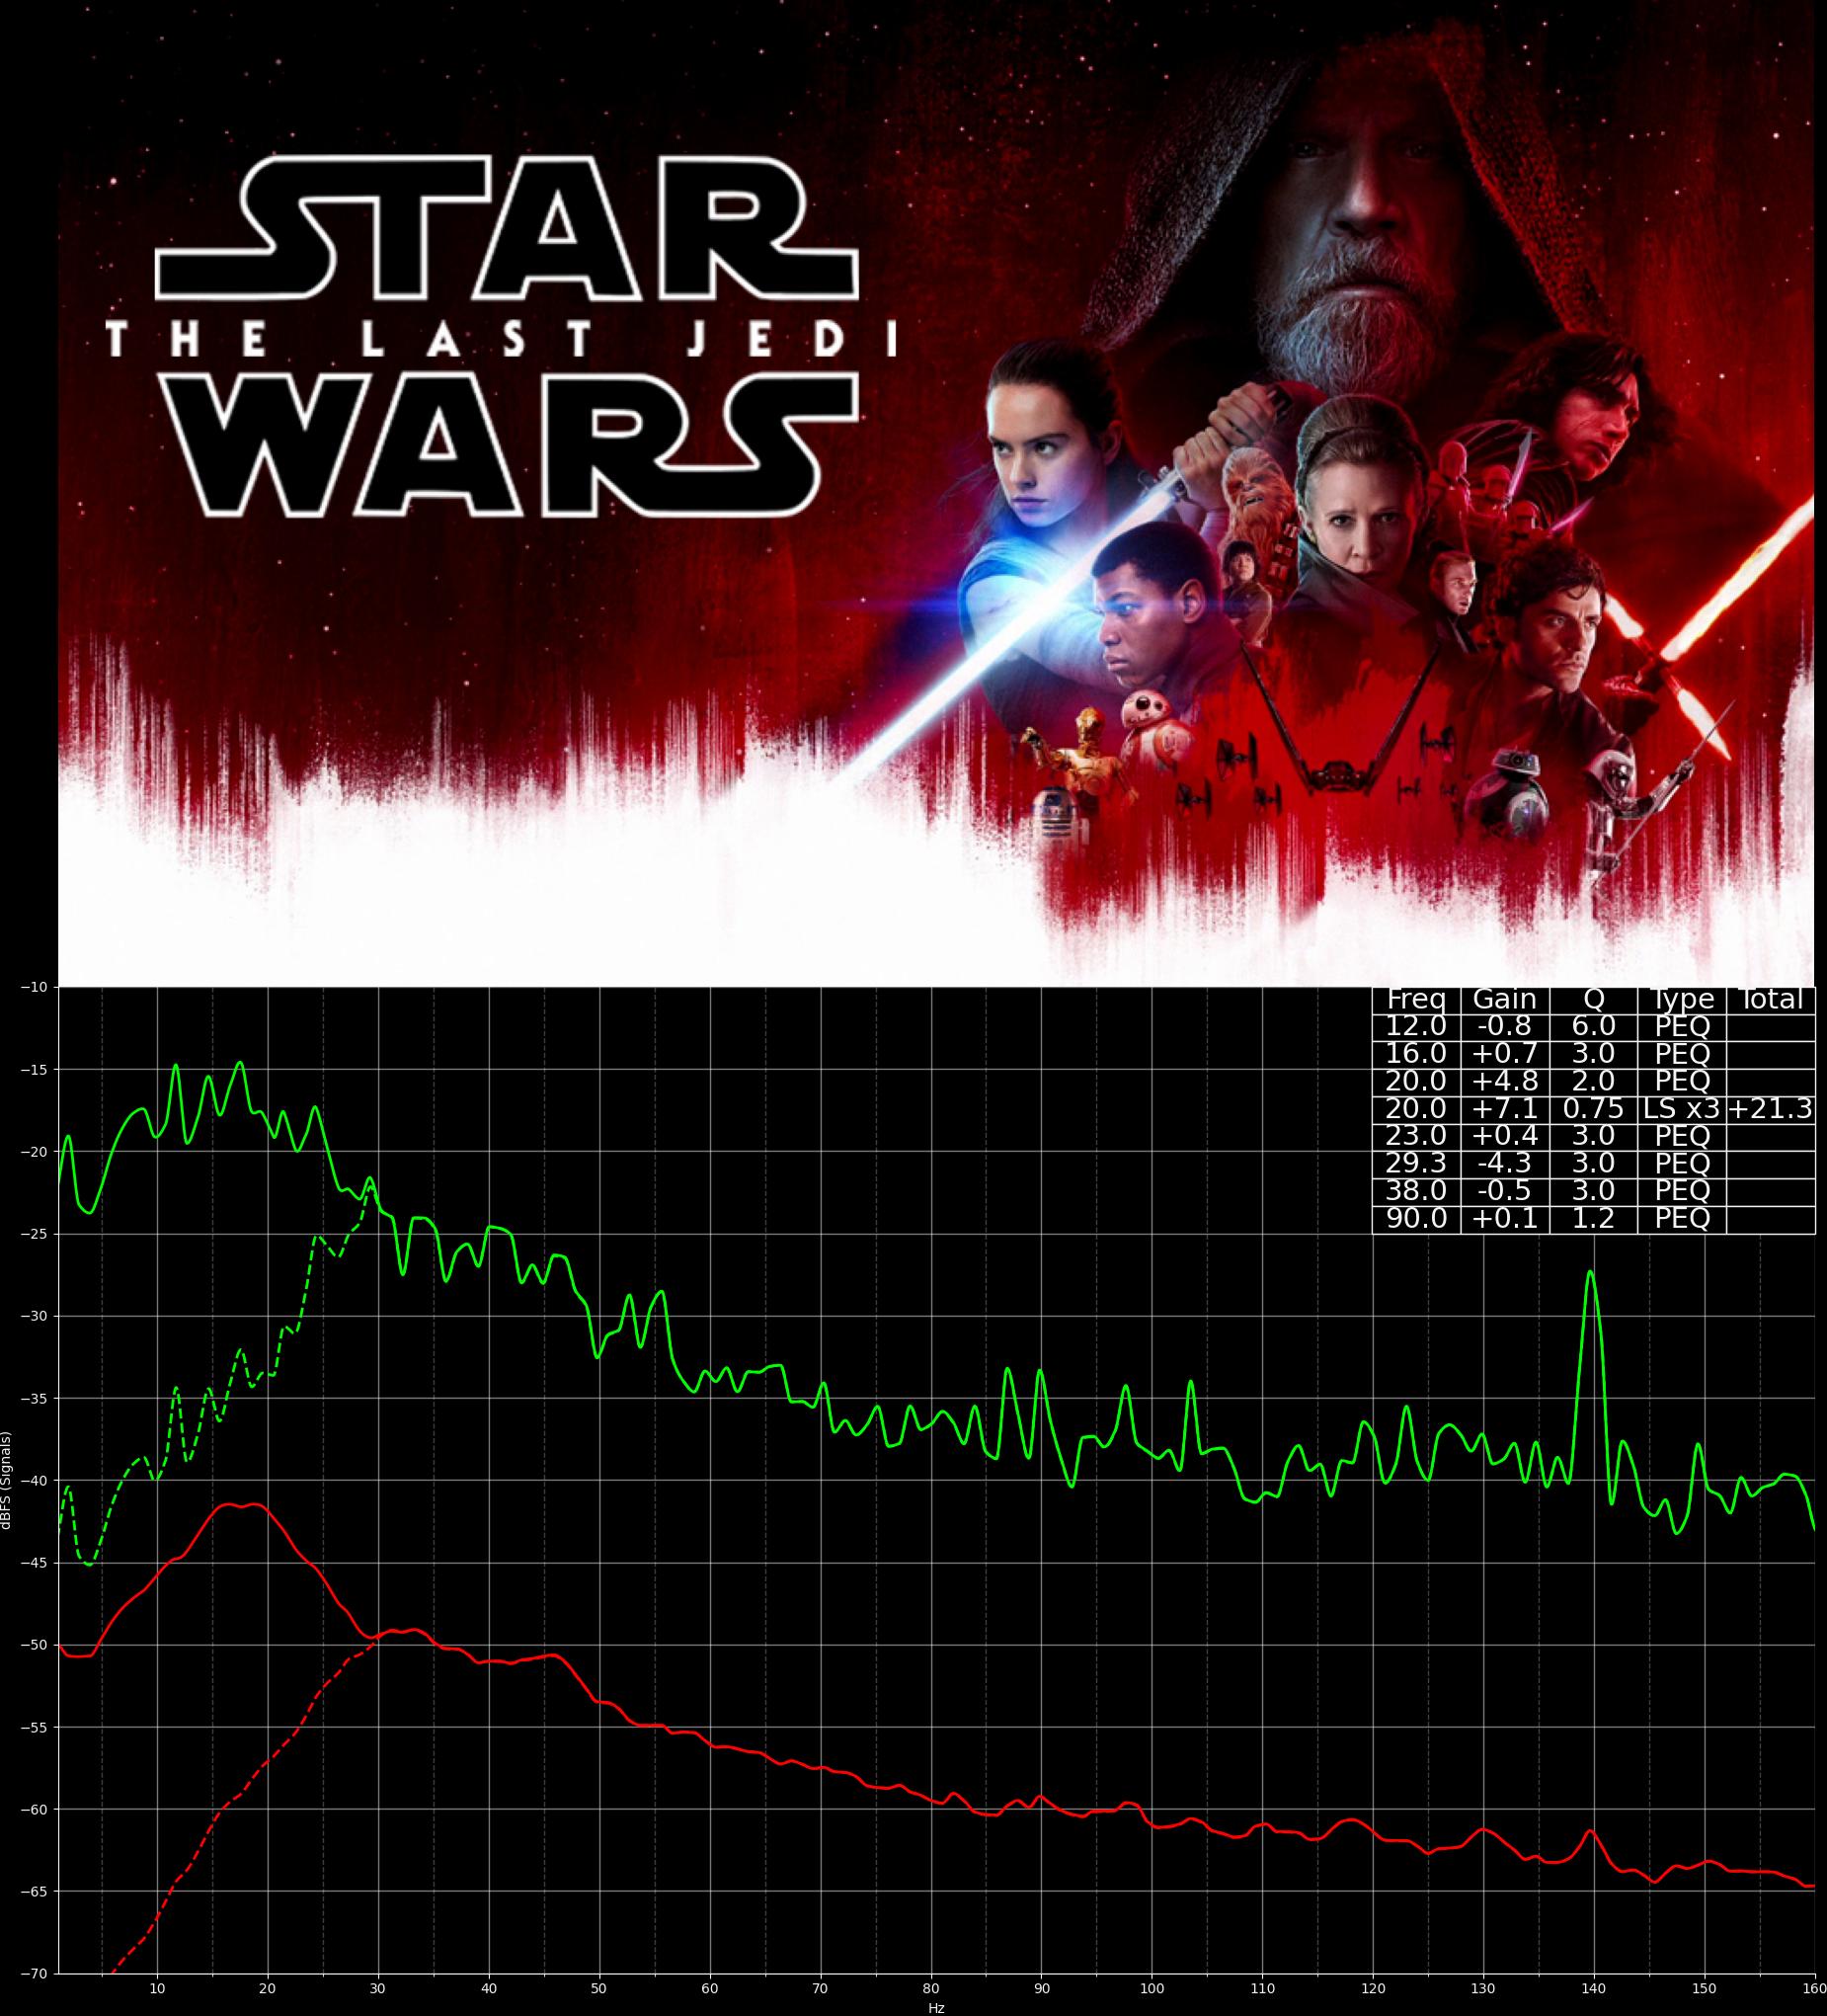 STAR
THE LAST JEDI
WARS
Freq Gain Q Type Total
12.0 -0.8 6.0 PEQ
16.0 +0.7 3.0 PEQ
20.0 +4.8 2.0 PEQ
20.0 +7.1 0.75 LS x3 +21.3
23.0 +0.4 3.0 PEQ
29.3 -4.3 3.0 PEQ
38.0 -0.5 3.0 PEQ
90.0 +0.1 1.2 PEQ
−10
−15
−20
−25
−30
−35
−40
−45
−50
−55
−60
−65
−70
dBFS (Signals)
10 20 30 40 50 60 70 80 90 100 110 120 130 140 150 160
Hz